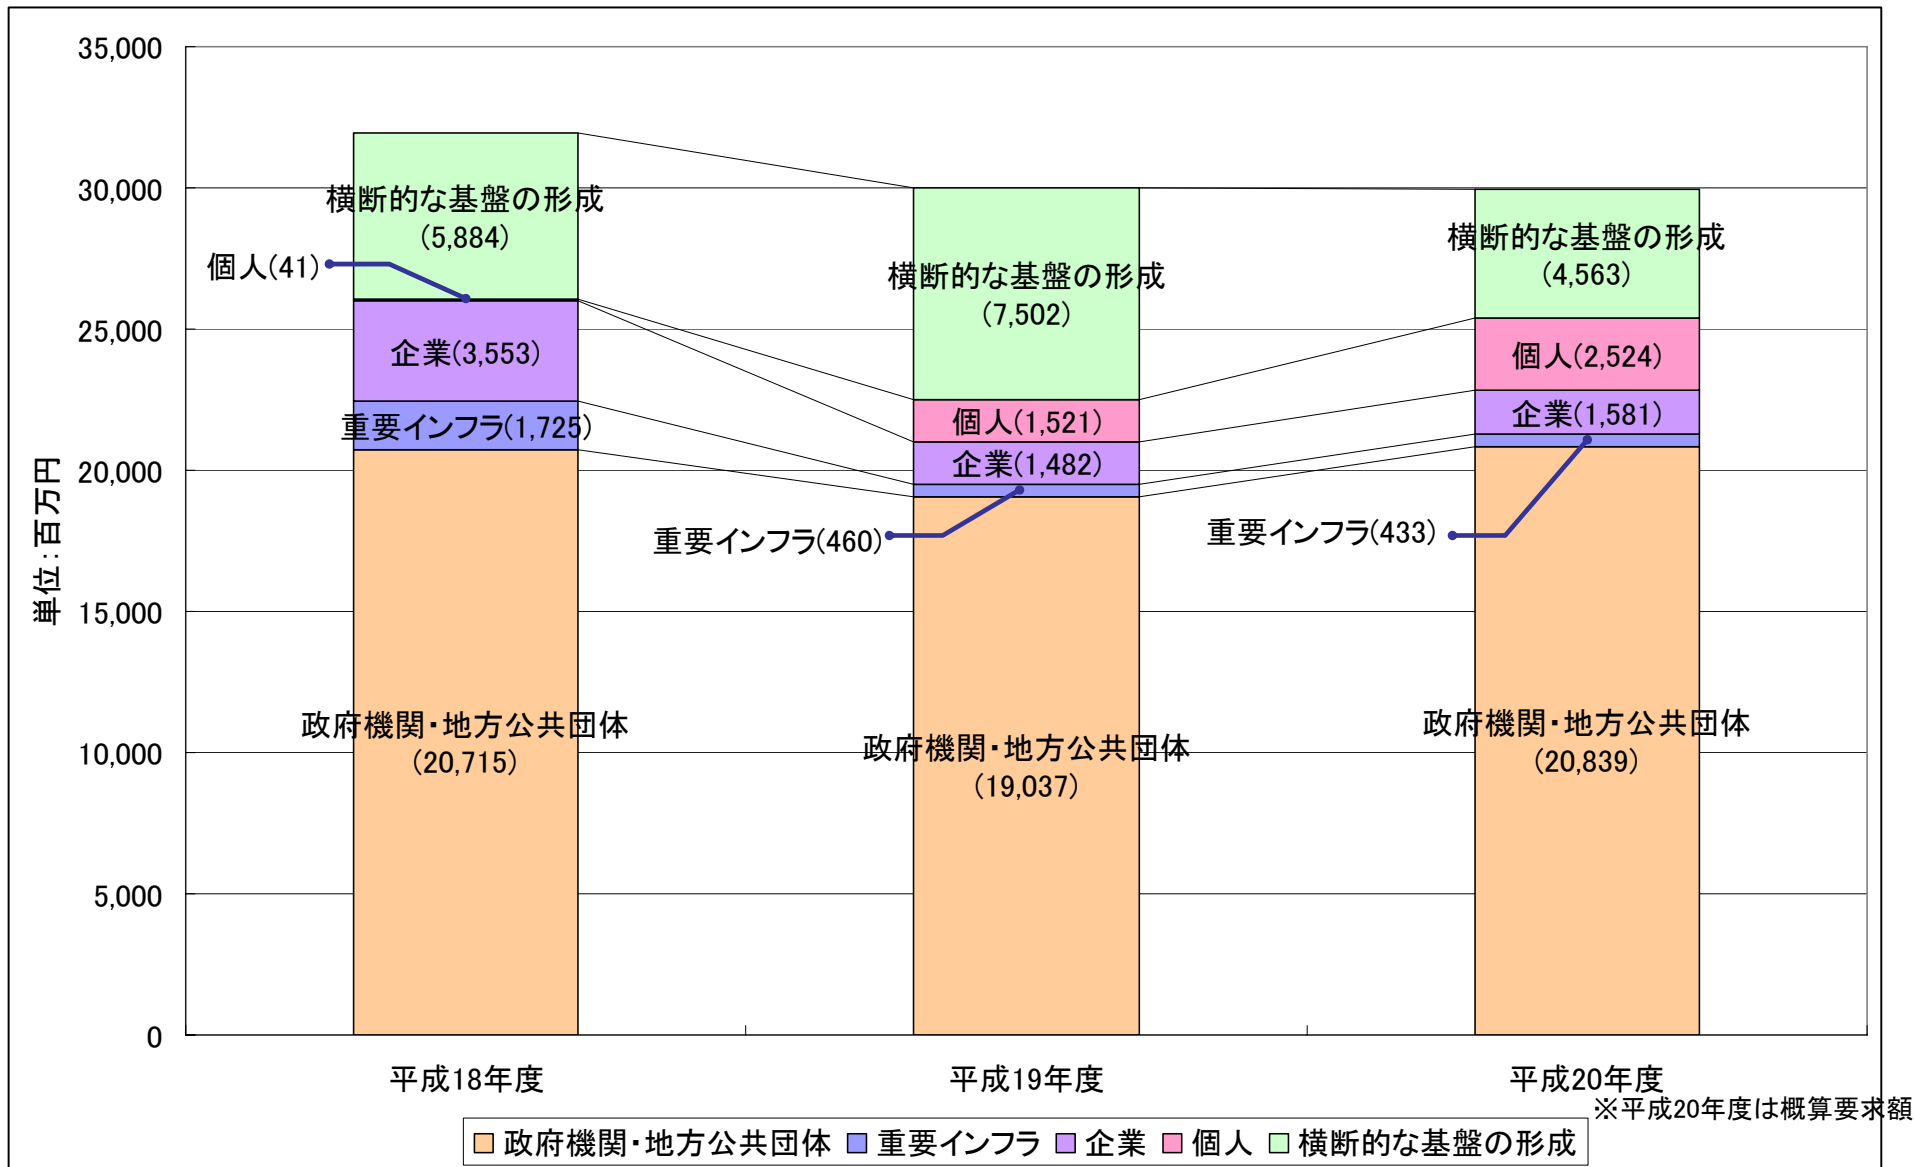 35,000
30,000
25,000
20,000
15,000
10,000
5,000
0
単位:百万円
横断的な基盤の形成
(5,884)
個人(41)
企業(3,553)
重要インフラ(1,725)
政府機関・地方公共団体
(20,715)
横断的な基盤の形成
(7,502)
個人(1,521)
企業(1,482)
重要インフラ(460)
政府機関・地方公共団体
(19,037)
横断的な基盤の形成
(4,563)
個人(2,524)
企業(1,581)
重要インフラ(433)
政府機関・地方公共団体
(20,839)
平成18年度
平成19年度
平成20年度
※平成20年度は概算要求額
政府機関・地方公共団体 重要インフラ 企業 個人 横断的な基盤の形成